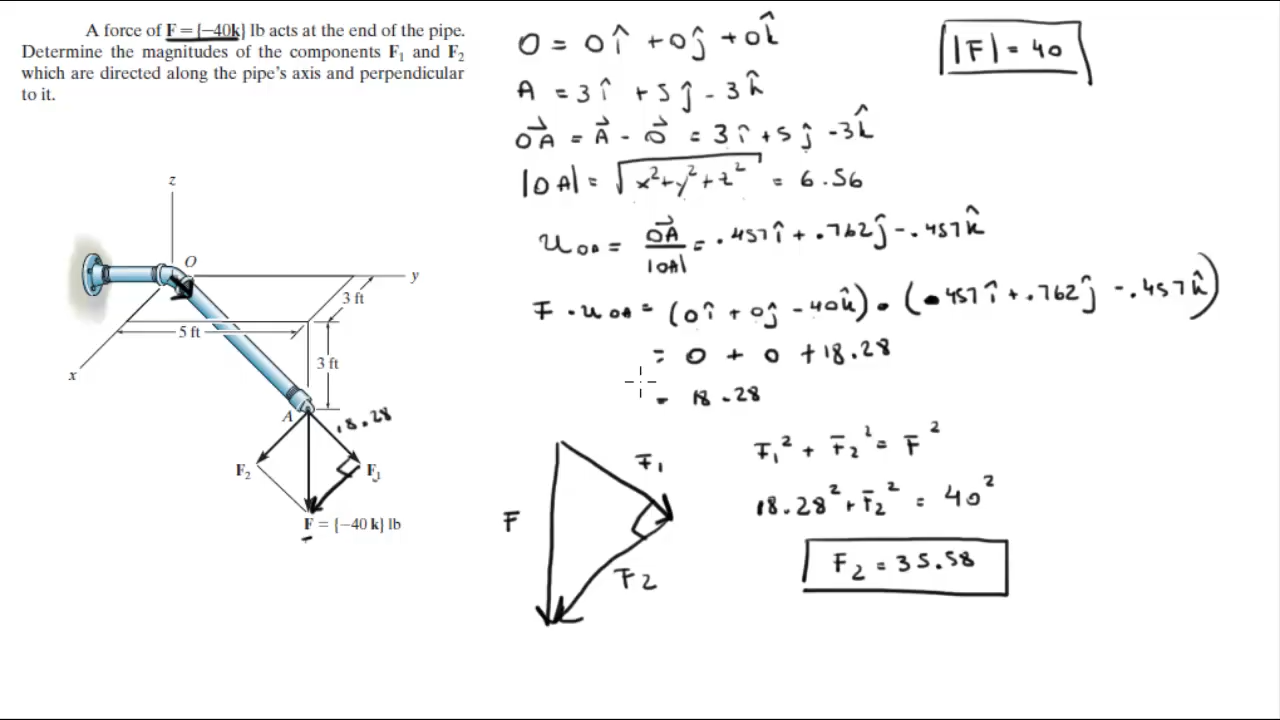 A force of F = {−40k} lb acts at the end of the pipe.
Determine the magnitudes of the components F₁ and F₂
which are directed along the pipe's axis and perpendicular
to it.
z
O
y
3 ft
5 ft
3 ft
x
A
18.28
F₂
F₁
F = {−40 k} lb
O = 0î + 0ĵ + 0k̂
A = 3î + 5ĵ - 3k̂
OA⃗ = A⃗ - O⃗ = 3î + 5ĵ - 3k̂
|OA| = √(x² + y² + z²) = 6.56
u_OA = OA⃗ / |OA| = .457î + .762ĵ - .457k̂
F · u_OA = (0î + 0ĵ - 40k̂) · (.457î + .762ĵ - .457k̂)
= 0 + 0 + 18.28
= 18.28
|F| = 40
F
F₁
F₂
F₁² + F₂² = F²
18.28² + F₂² = 40²
F₂ = 35.58